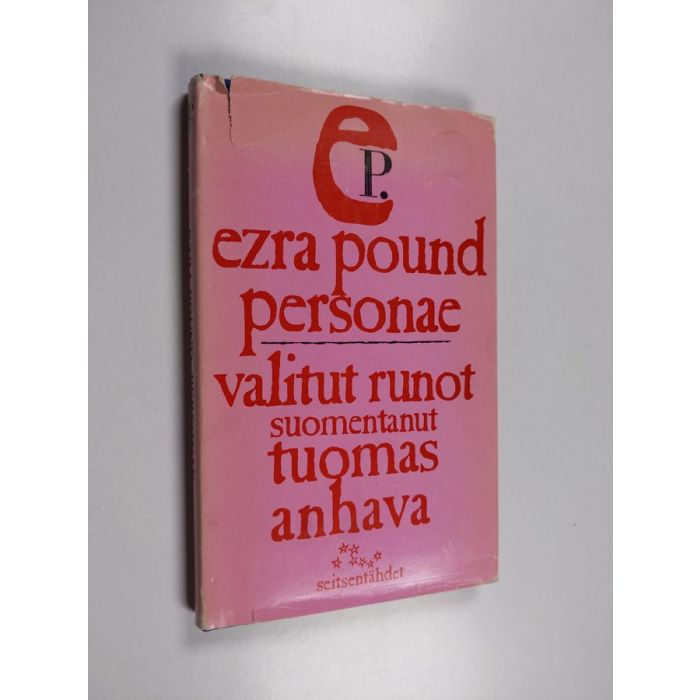 e
P.
ezra pound
personae
valitut runot
suomentanut
tuomas
anhava
seitsentähdet